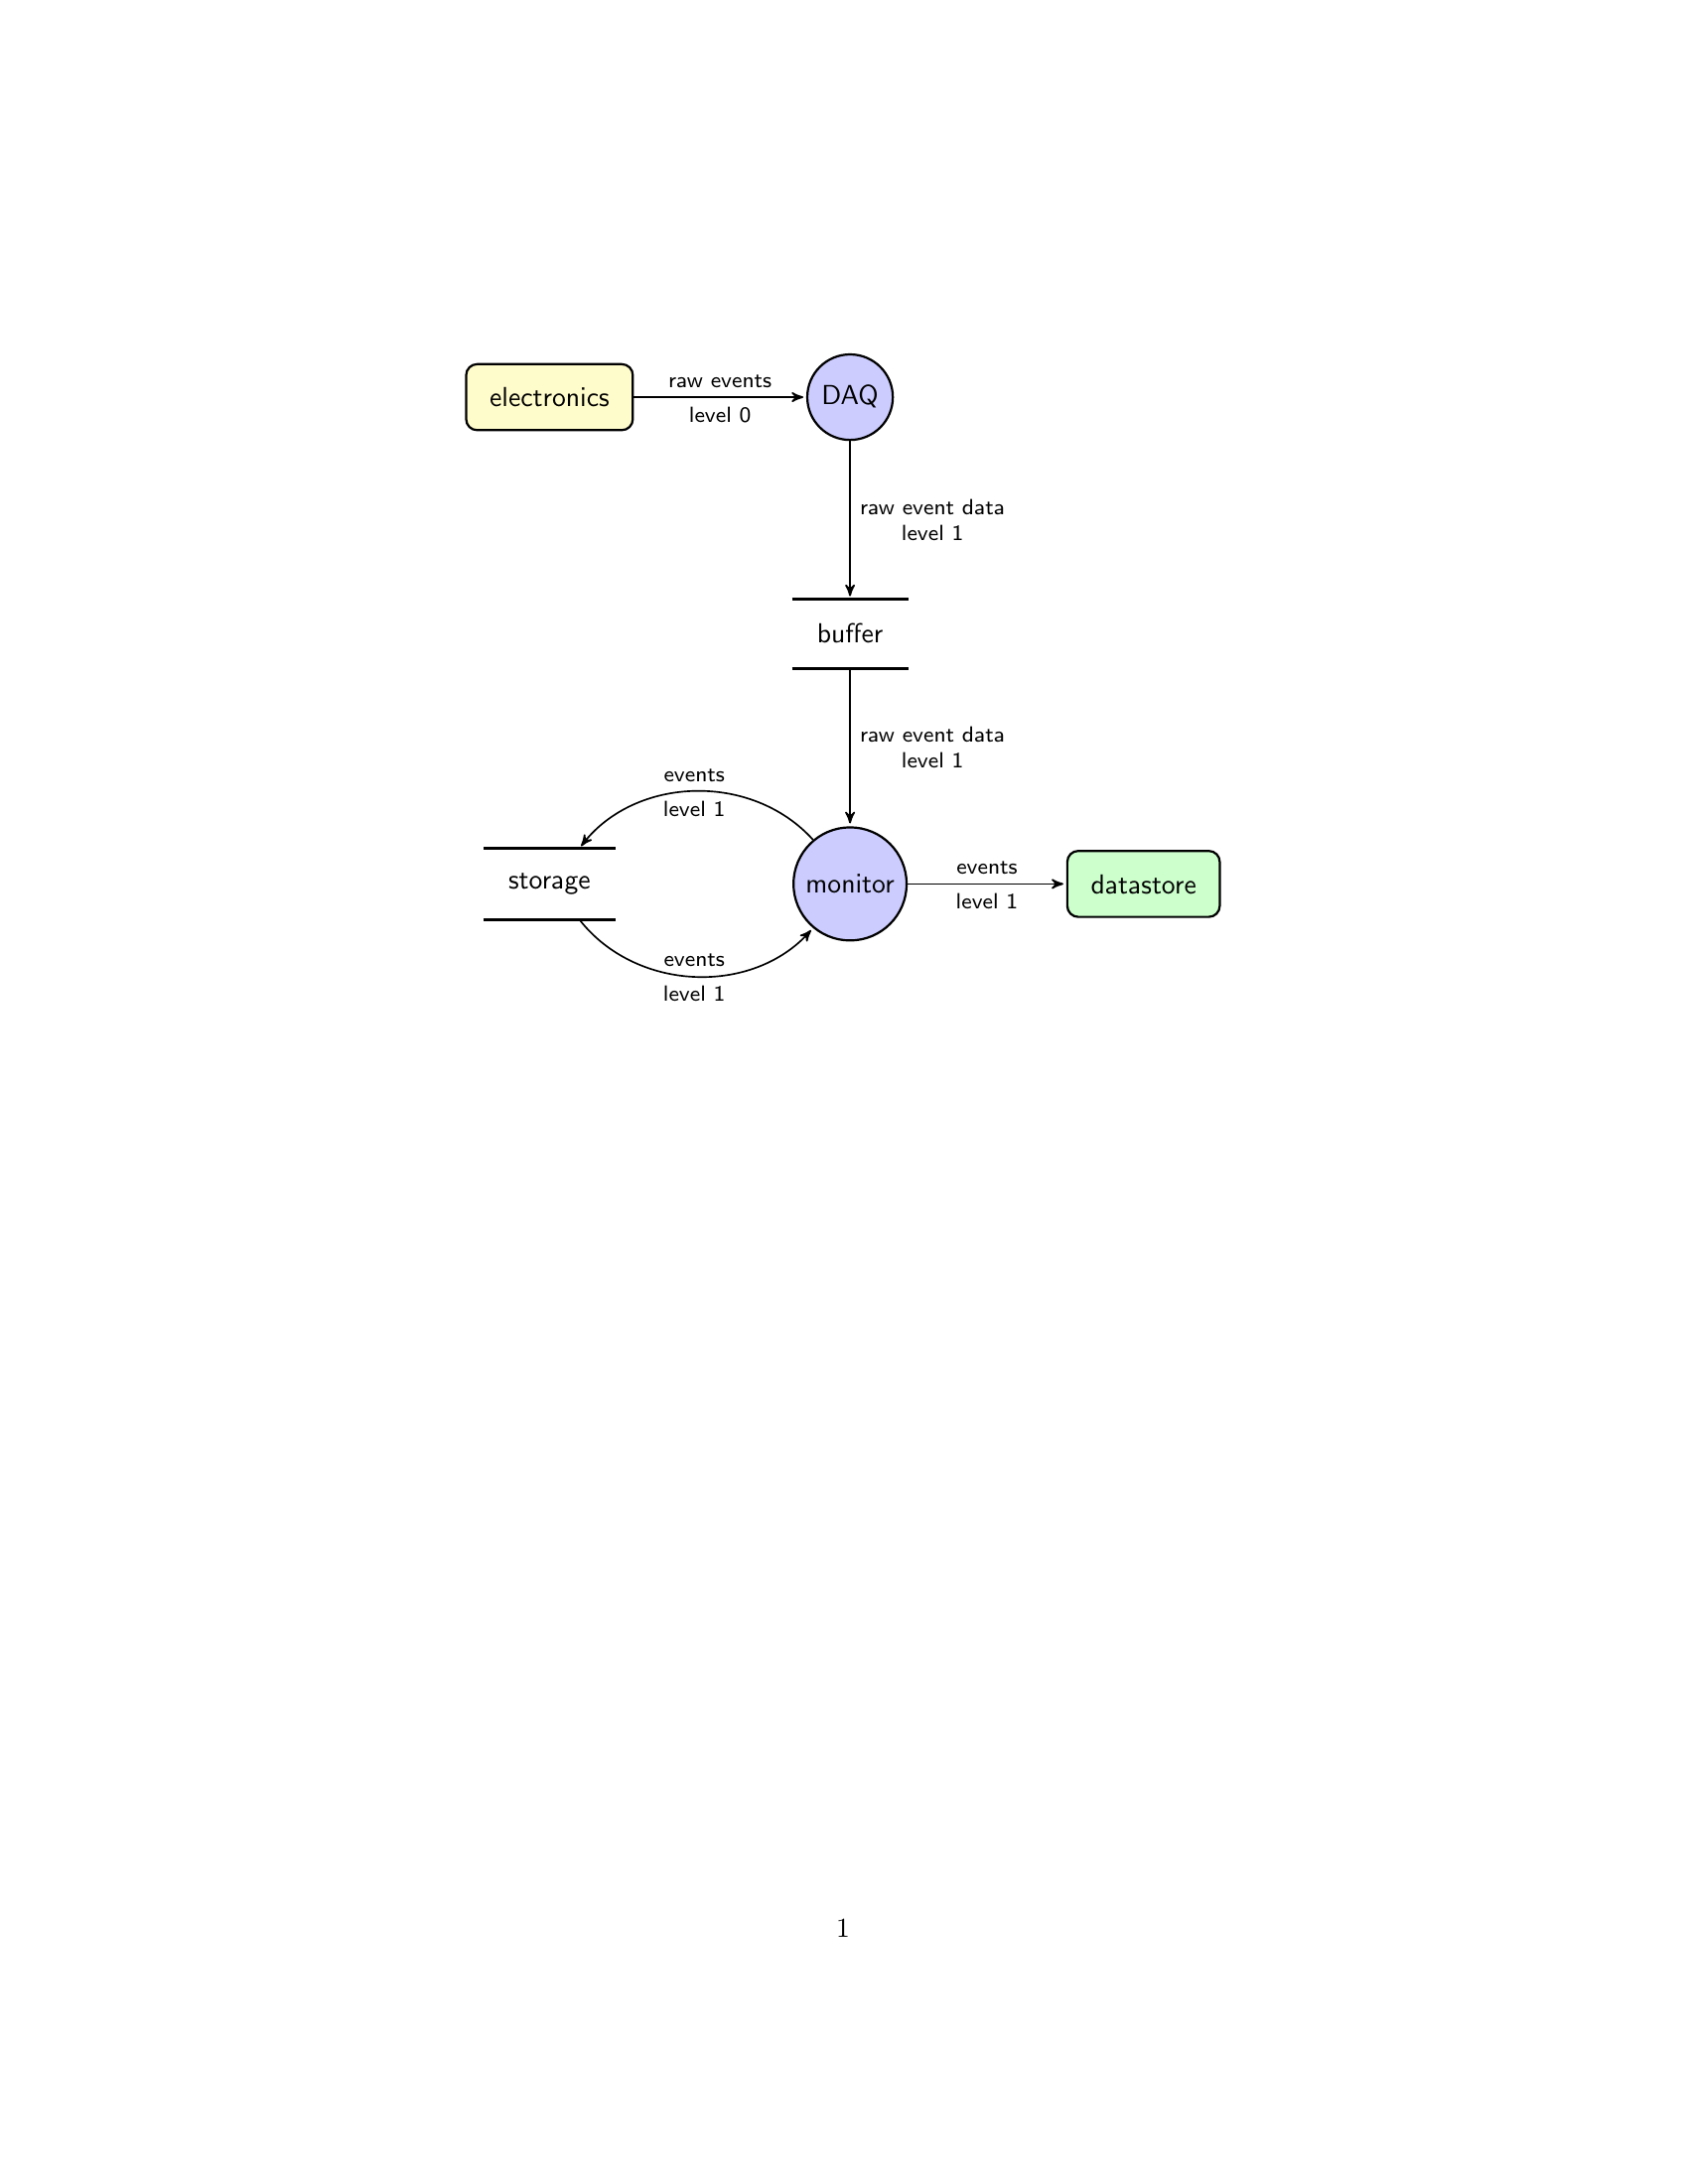 electronics
raw events
level 0
DAQ
raw event data
level 1
buffer
raw event data
level 1
events
level 1
storage
monitor
events
level 1
datastore
events
level 1
1